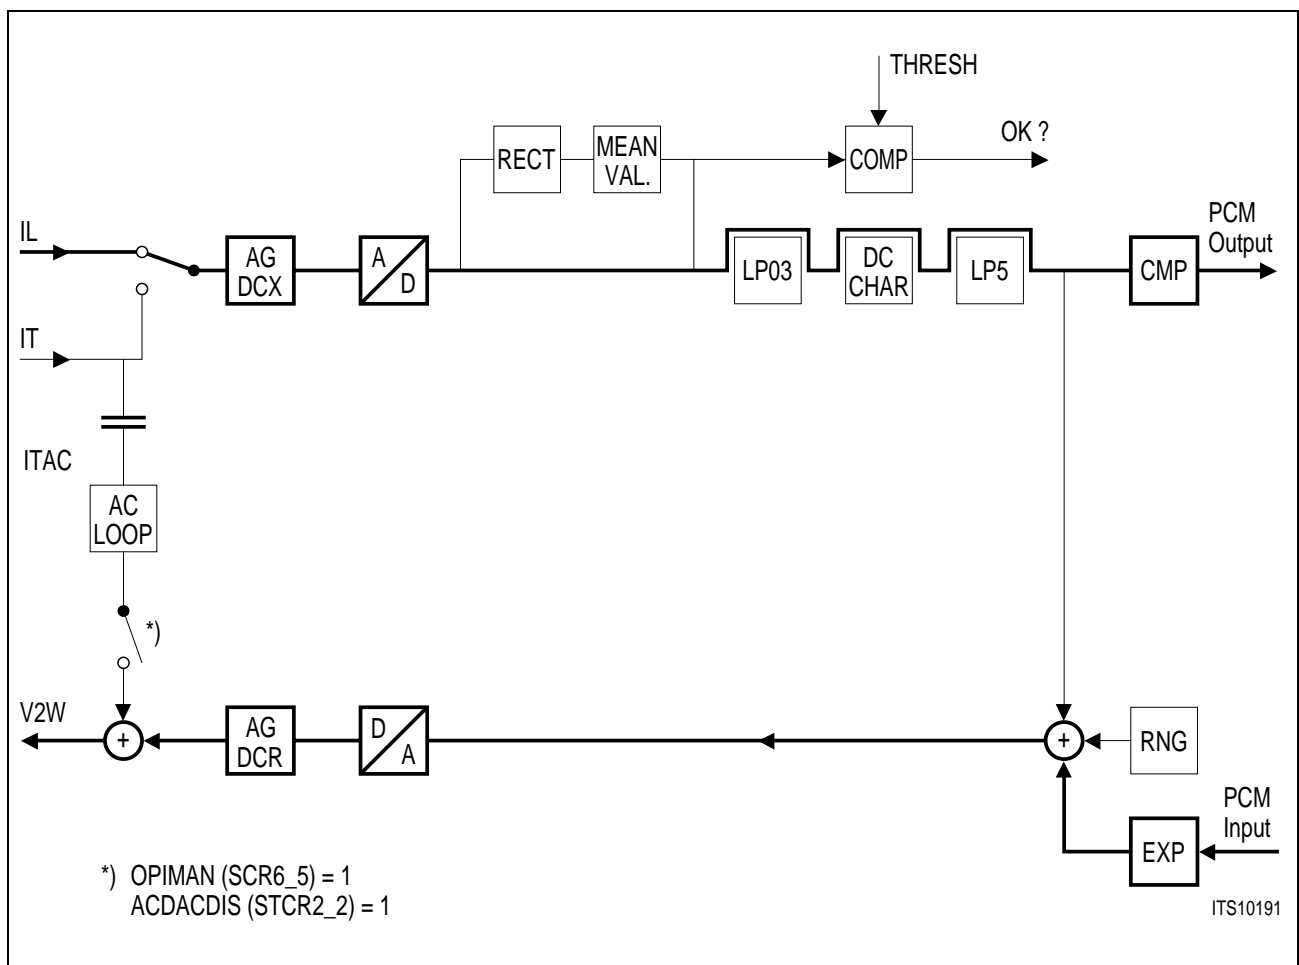 THRESH
OK ?
RECT
MEAN
VAL.
COMP
IL
PCM
Output
AG
DCX
A
D
LP03
DC
CHAR
LP5
CMP
IT
ITAC
AC
LOOP
*)
V2W
+
AG
DCR
D
A
+
RNG
PCM
Input
EXP
*) OPIMAN (SCR6_5) = 1
ACDACDIS (STCR2_2) = 1
ITS10191